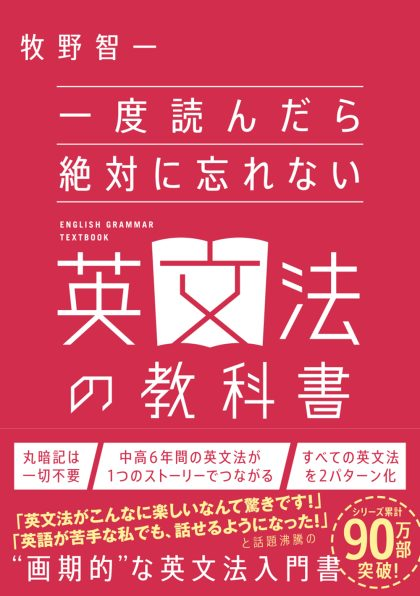 牧野智一
一度読んだら
絶対に忘れない
ENGLISH GRAMMAR
TEXTBOOK
英文法
の教科書
丸暗記は
一切不要
中高6年間の英文法が
1つのストーリーでつながる
すべての英文法
を2パターン化
「英文法がこんなに楽しいなんて驚きです!」
「英語が苦手な私でも、話せるようになった!」
と話題沸騰の
“画期的”な英文法入門書
シリーズ累計
90万部
突破!